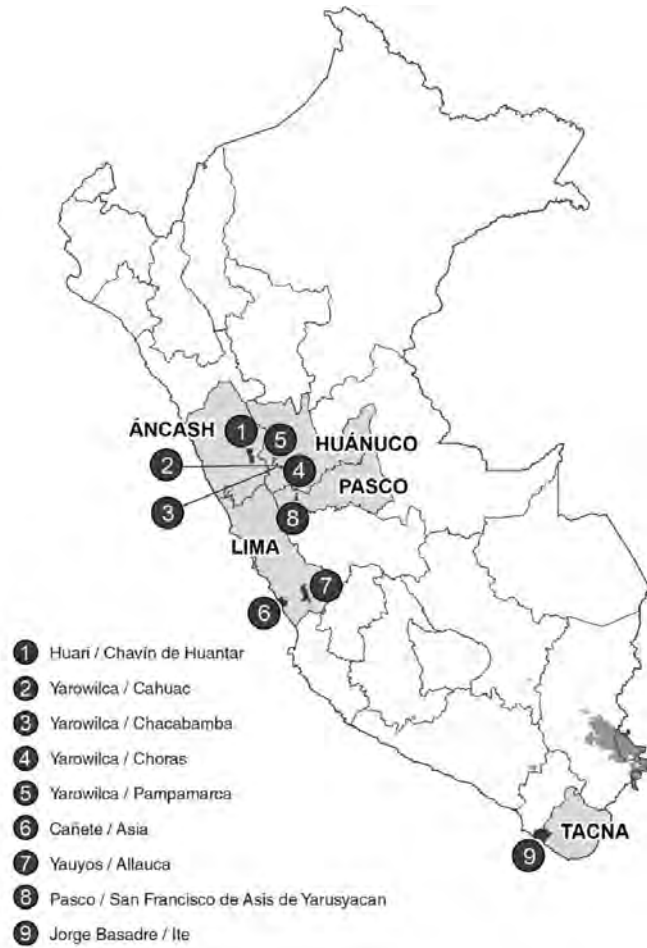 ÁNCASH
1
5
HUÁNUCO
2
4
PASCO
3
8
LIMA
7
6
1 Huari / Chavín de Huantar
2 Yarowilca / Cahuac
3 Yarowilca / Chacabamba
4 Yarowilca / Choras
5 Yarowilca / Pampamarca
6 Cañete / Asia
TACNA
7 Yauyos / Allauca
9
8 Pasco / San Francisco de Asis de Yarusyacan
9 Jorge Basadre / Ite